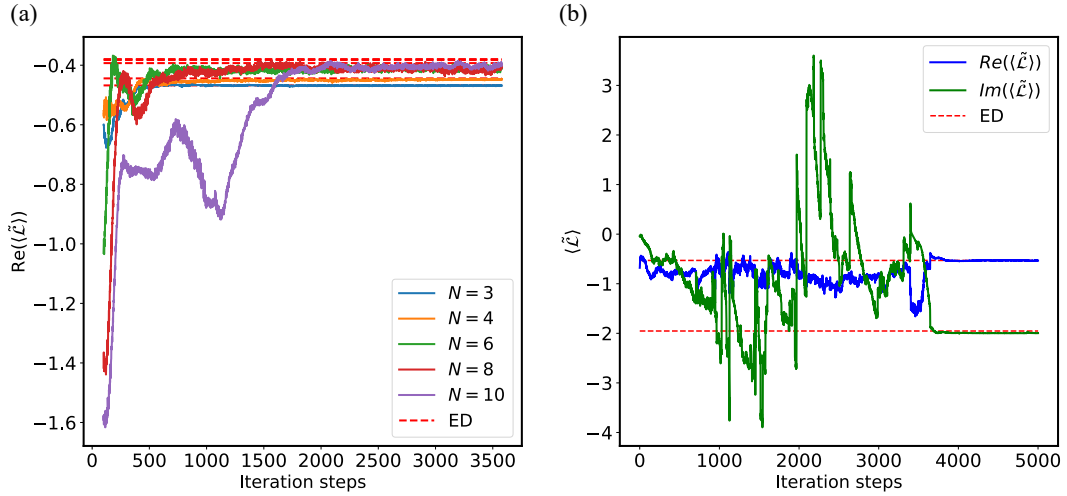 (a)
Re(⟨ℒ̃⟩)
−0.4
−0.6
−0.8
−1.0
−1.2
−1.4
−1.6
N = 3
N = 4
N = 6
N = 8
N = 10
ED
0 500 1000 1500 2000 2500 3000 3500
Iteration steps
(b)
⟨ℒ̃⟩
3
2
1
0
−1
−2
−3
−4
Re(⟨ℒ̃⟩)
Im(⟨ℒ̃⟩)
ED
0 1000 2000 3000 4000 5000
Iteration steps